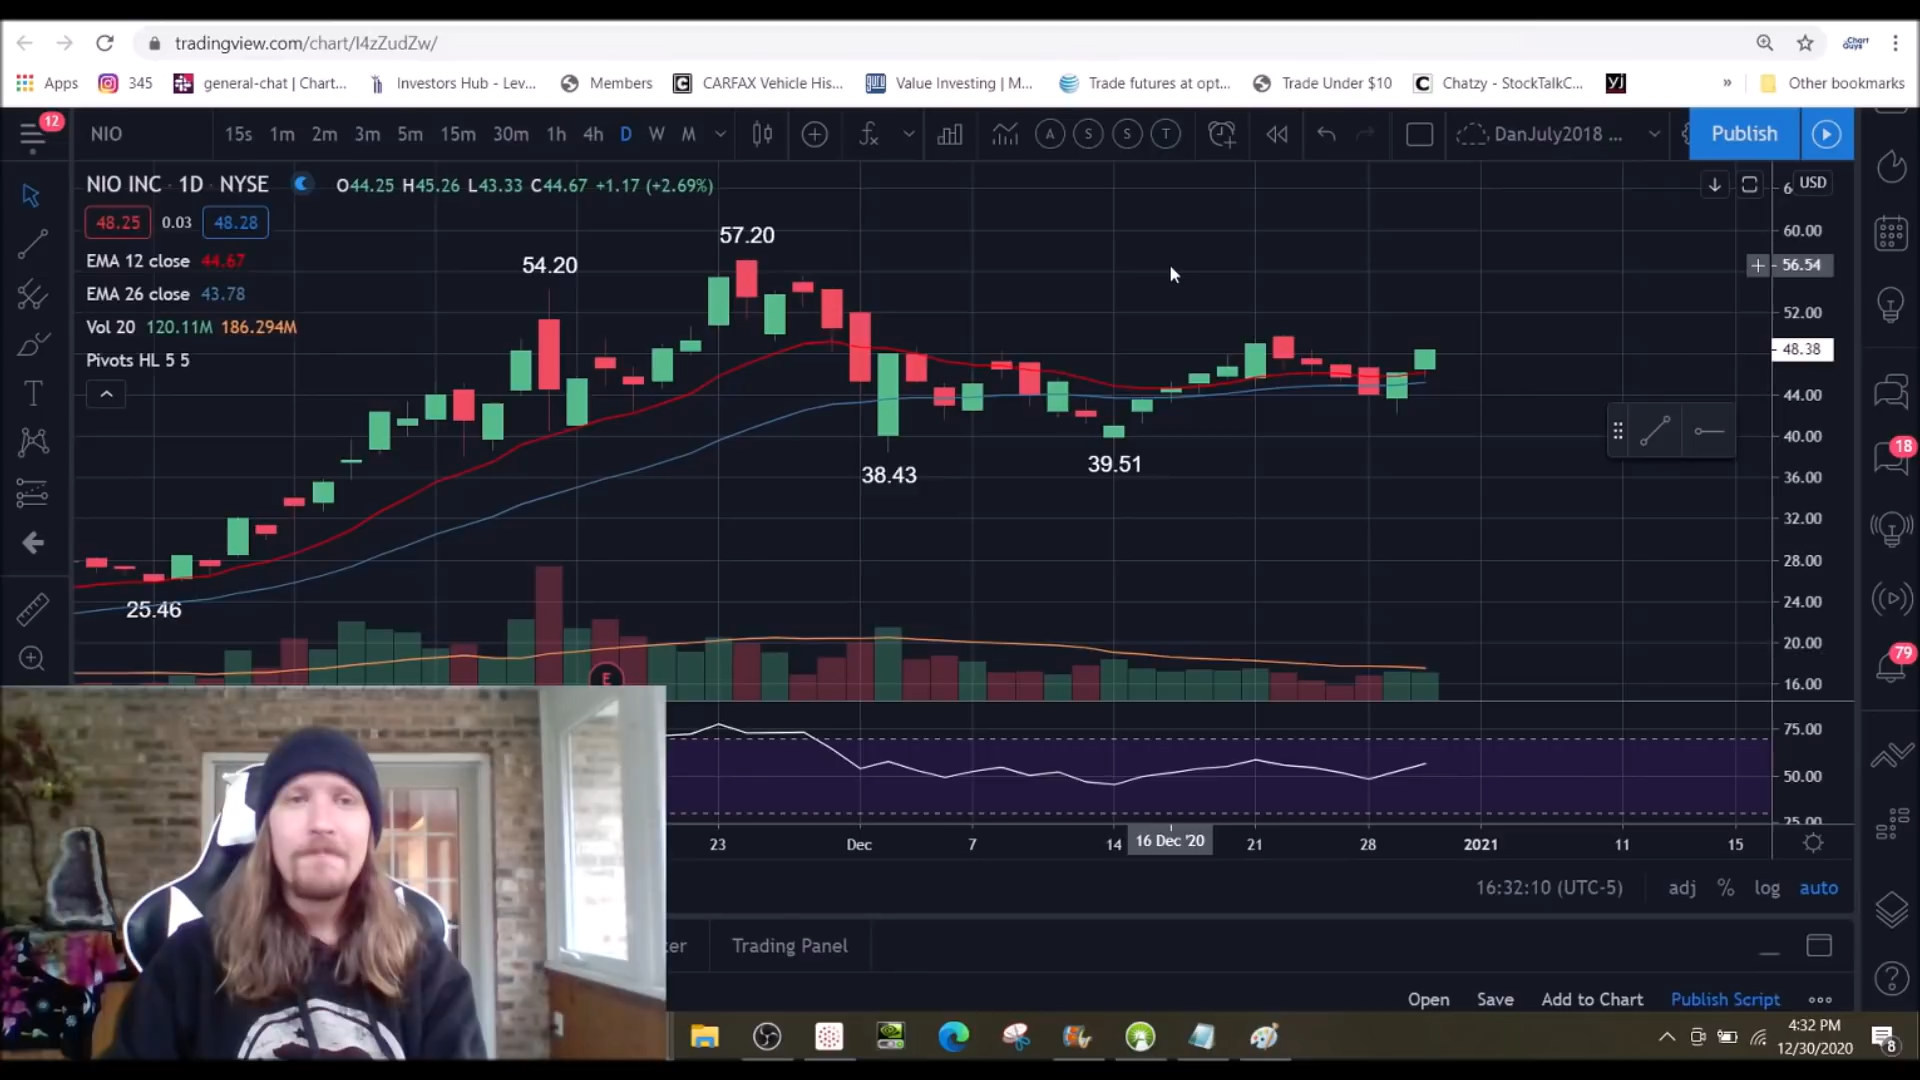 tradingview.com/chart/I4zZudZw/
Chart Guys
Apps 345 general-chat | Chart... Investors Hub - Lev... Members CARFAX Vehicle His... Value Investing | M... Trade futures at opt... Trade Under $10 Chatzy - StockTalkC... yj » Other bookmarks
12 NIO 15s 1m 2m 3m 5m 15m 30m 1h 4h D W M A S S T DanJuly2018 ... Publish
NIO INC · 1D · NYSE O44.25 H45.26 L43.33 C44.67 +1.17 (+2.69%) USD
48.25 0.03 48.28
EMA 12 close 44.67
EMA 26 close 43.78
Vol 20 120.11M 186.294M
Pivots HL 5 5
57.20
54.20
38.43
39.51
25.46
E
60.00
56.54
52.00
48.38
44.00
40.00
36.00
32.00
28.00
24.00
20.00
16.00
75.00
50.00
25.00
18
79
23 Dec 7 14 16 Dec '20 21 28 2021 11 15
16:32:10 (UTC-5) adj % log auto
er Trading Panel
Open Save Add to Chart Publish Script
4:32 PM
12/30/2020
8